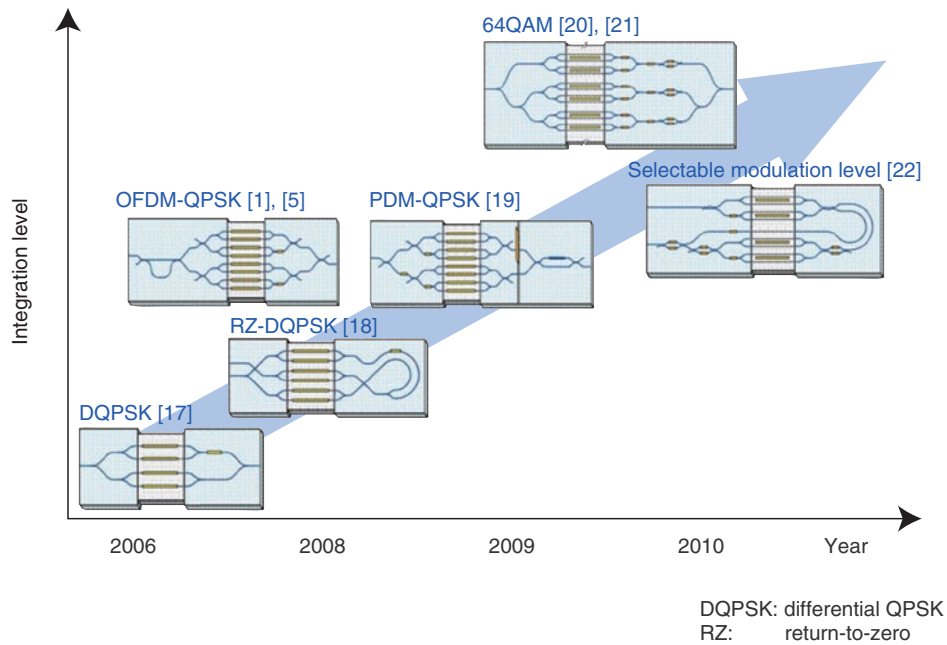 64QAM [20], [21]
Selectable modulation level [22]
OFDM-QPSK [1], [5]
PDM-QPSK [19]
RZ-DQPSK [18]
DQPSK [17]
Integration level
2006 2008 2009 2010 Year
DQPSK: differential QPSK
RZ: return-to-zero